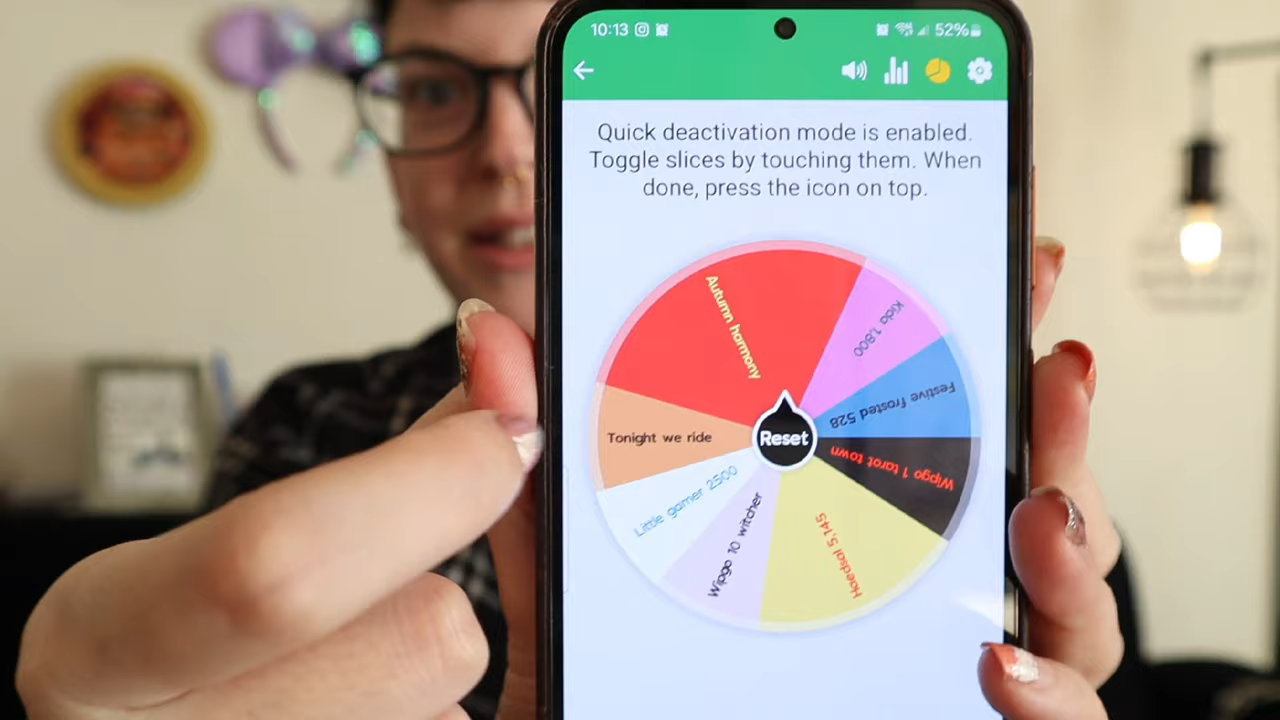 10:13
52%
Quick deactivation mode is enabled.
Toggle slices by touching them. When
done, press the icon on top.
Autumn harmony
Kida 1,800
Festive frosted 528
Wipgo 1 tarot town
Haedsal 5,145
Wipgo 10 witcher
Little gamer 2500
Tonight we ride
Reset